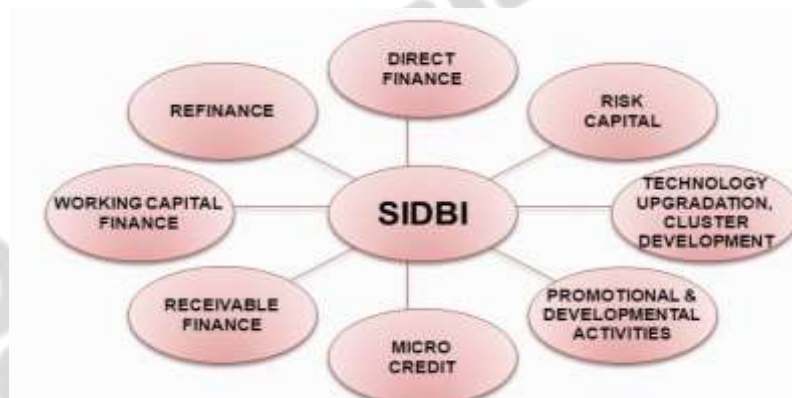 DIRECT
FINANCE
RISK
CAPITAL
TECHNOLOGY
UPGRADATION,
CLUSTER
DEVELOPMENT
PROMOTIONAL &
DEVELOPMENTAL
ACTIVITIES
MICRO
CREDIT
RECEIVABLE
FINANCE
WORKING CAPITAL
FINANCE
REFINANCE
SIDBI